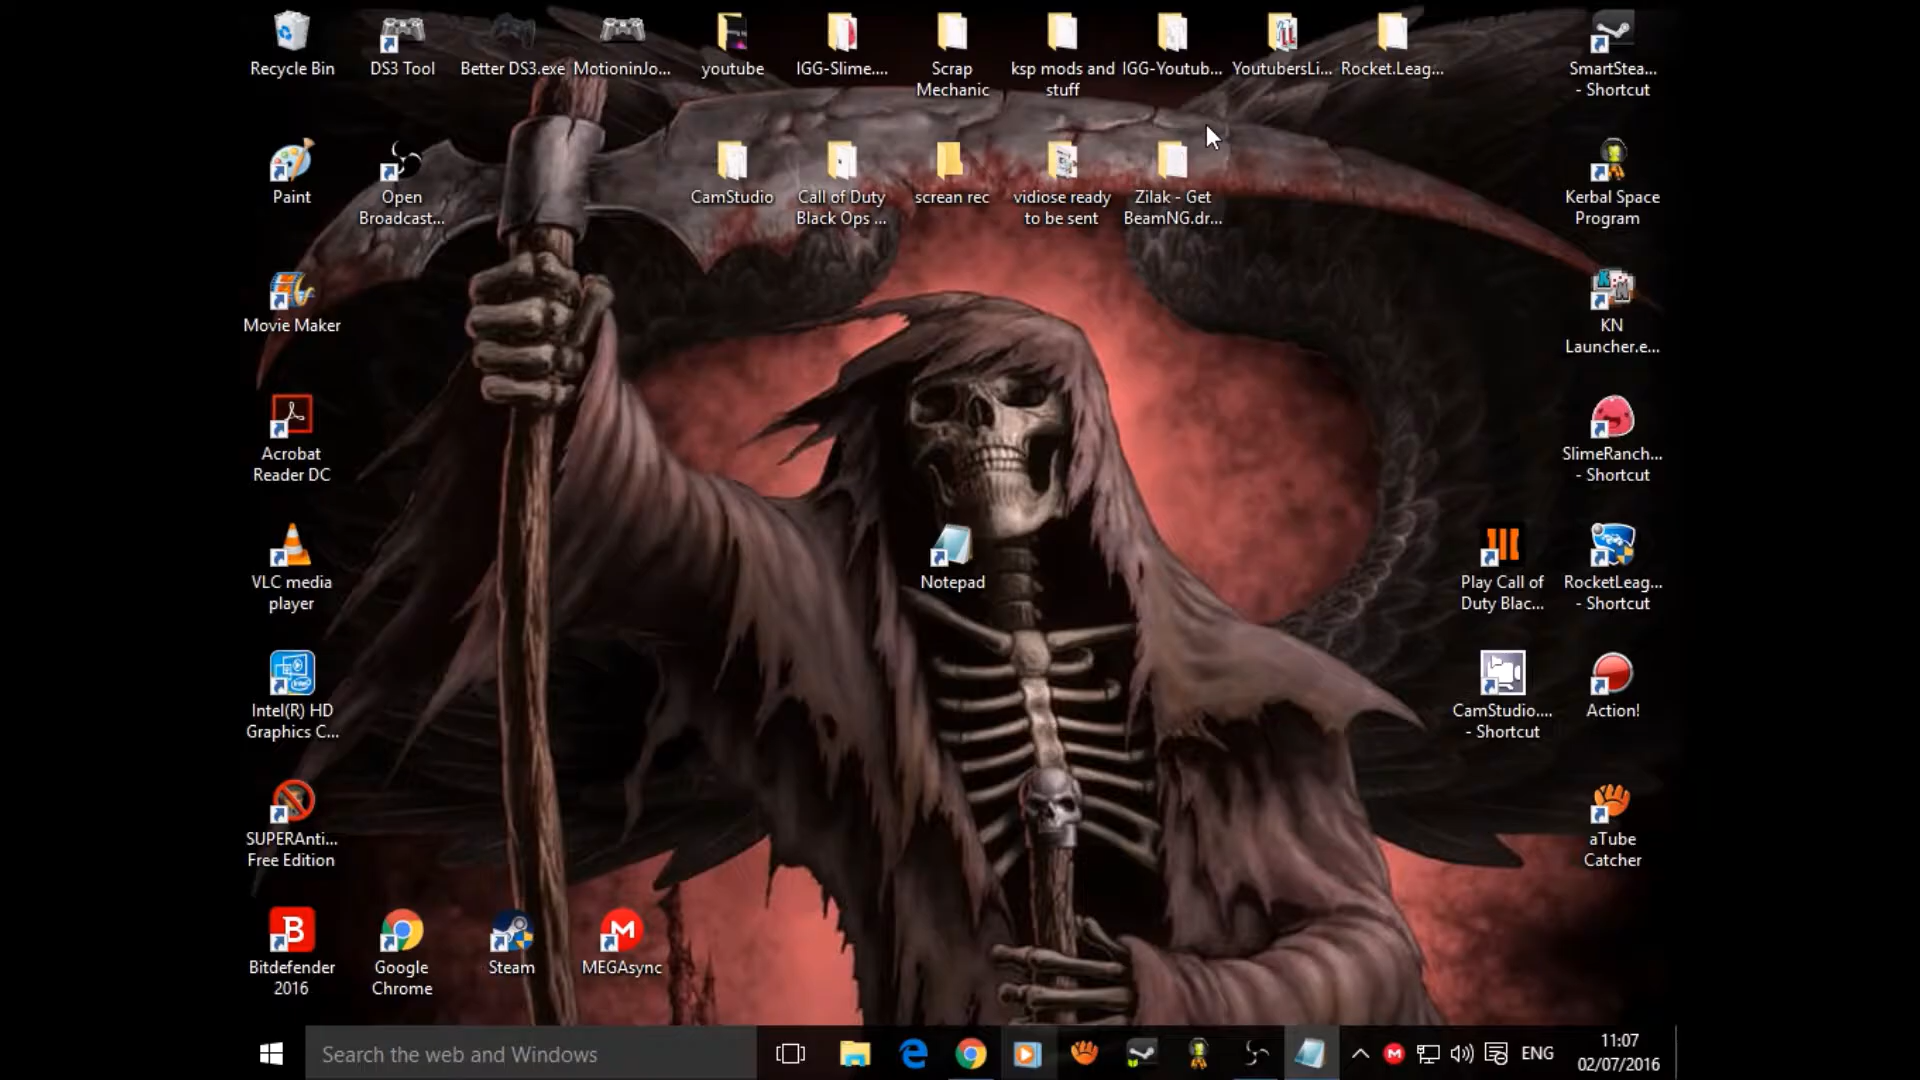 Recycle Bin
DS3 Tool
Better DS3.exe
MotioninJo...
youtube
IGG-Slime....
Scrap
Mechanic
ksp mods and
stuff
IGG-Youtub...
YoutubersLi...
Rocket.Leag...
SmartStea...
- Shortcut
Paint
Open
Broadcast...
CamStudio
Call of Duty
Black Ops ...
screan rec
vidiose ready
to be sent
Zilak - Get
BeamNG.dr...
Kerbal Space
Program
Movie Maker
KN
Launcher.e...
Acrobat
Reader DC
SlimeRanch...
- Shortcut
VLC media
player
Notepad
Play Call of
Duty Blac...
RocketLeag...
- Shortcut
Intel(R) HD
Graphics C...
CamStudio....
- Shortcut
Action!
SUPERAnti...
Free Edition
aTube
Catcher
Bitdefender
2016
Google
Chrome
Steam
MEGAsync
Search the web and Windows
ENG
11:07
02/07/2016